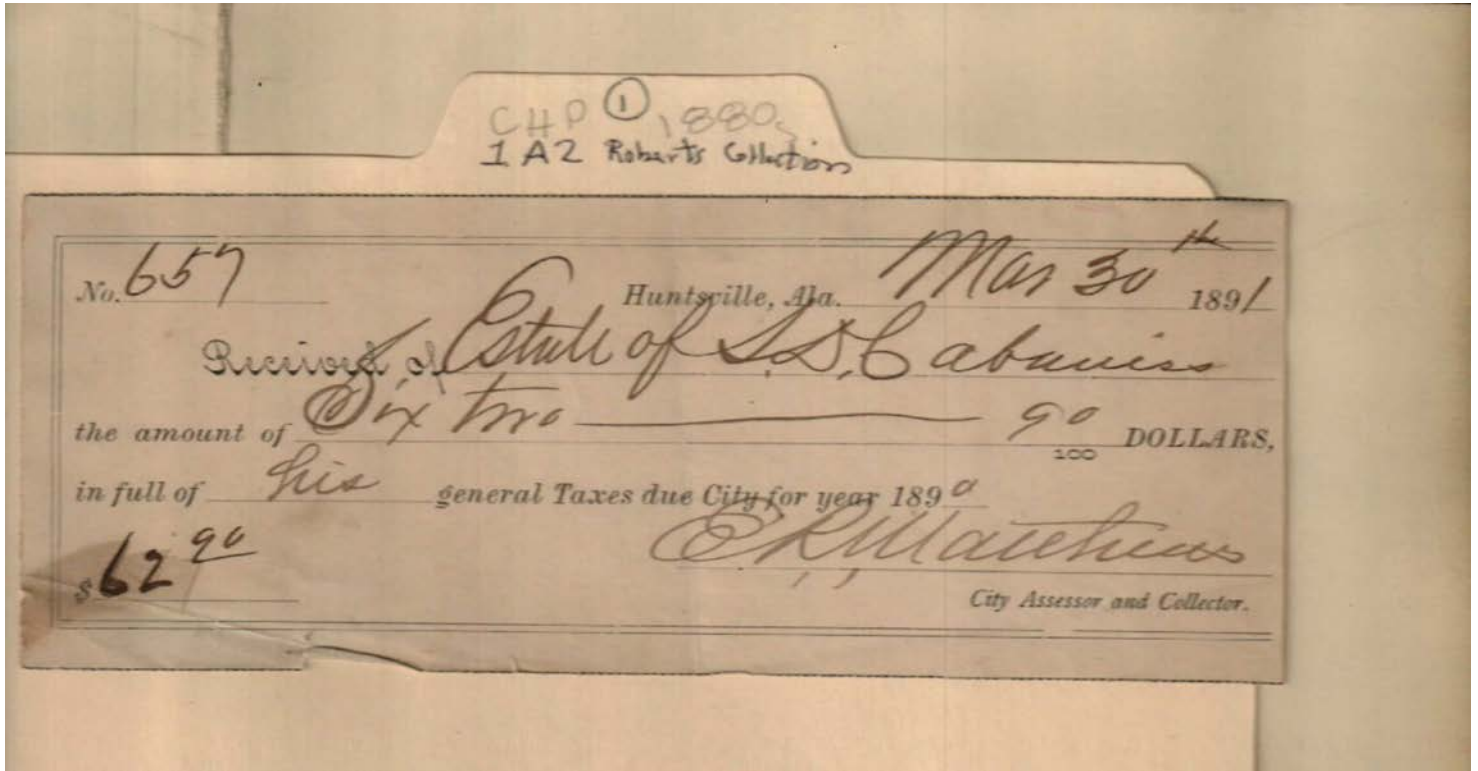 CHP ① 1880s
1A2 Roberts Collection
No. 657 Huntsville, Ala. Mar 30th 1891
Received of Estate of S. D. Cabaniss
the amount of Six two 90/100 DOLLARS,
in full of his general Taxes due City for year 1890
$62 90 E. R. Matthews
City Assessor and Collector.